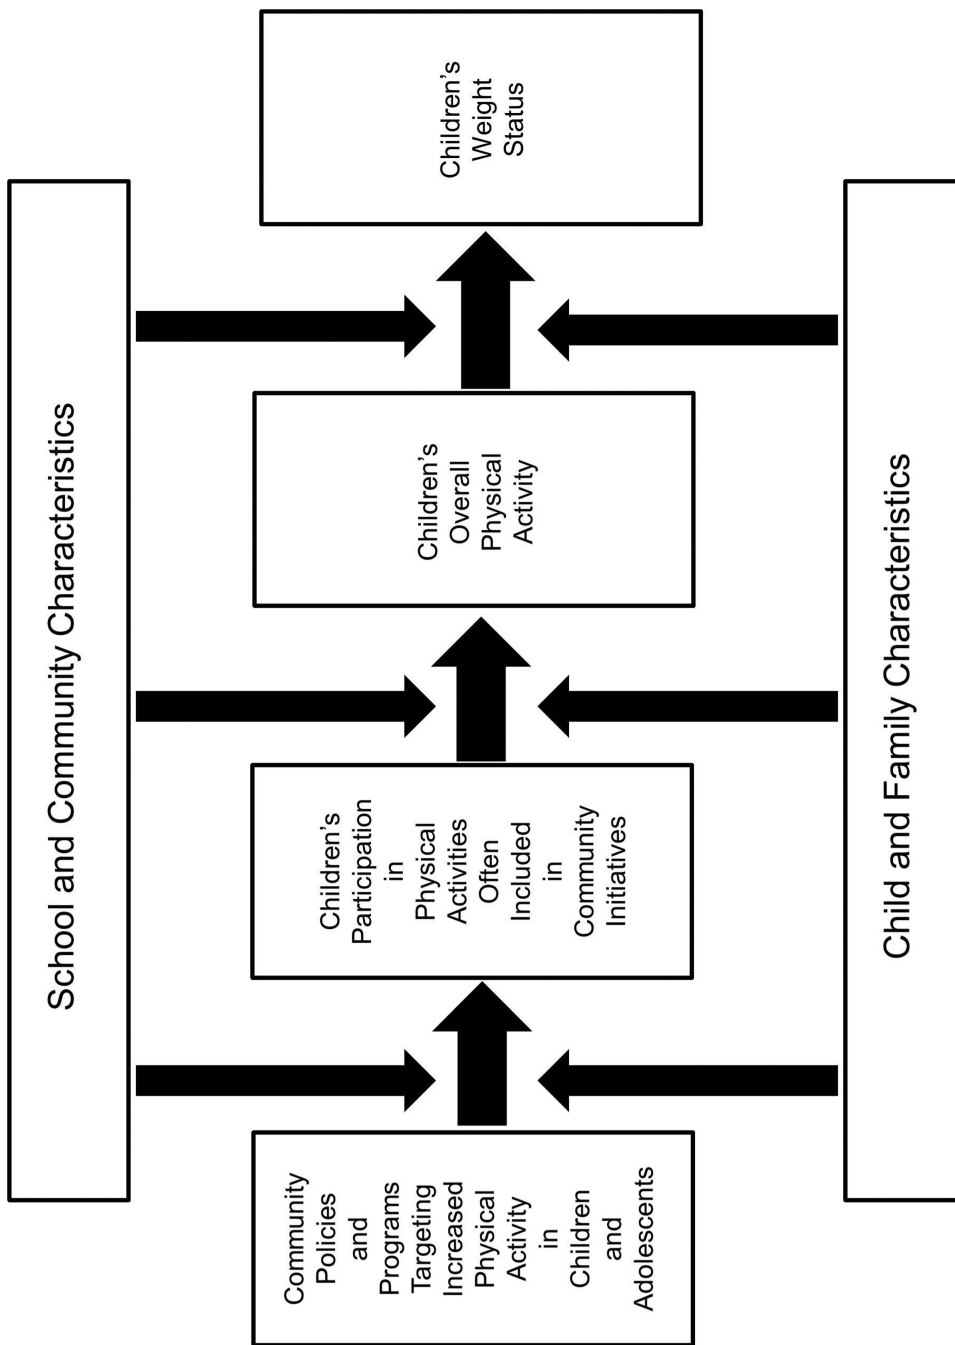 School and Community Characteristics
Community
Policies
and
Programs
Targeting
Increased
Physical
Activity
in
Children
and
Adolescents
Children's
Participation
in
Physical
Activities
Often
Included
in
Community
Initiatives
Children's
Overall
Physical
Activity
Children's
Weight
Status
Child and Family Characteristics